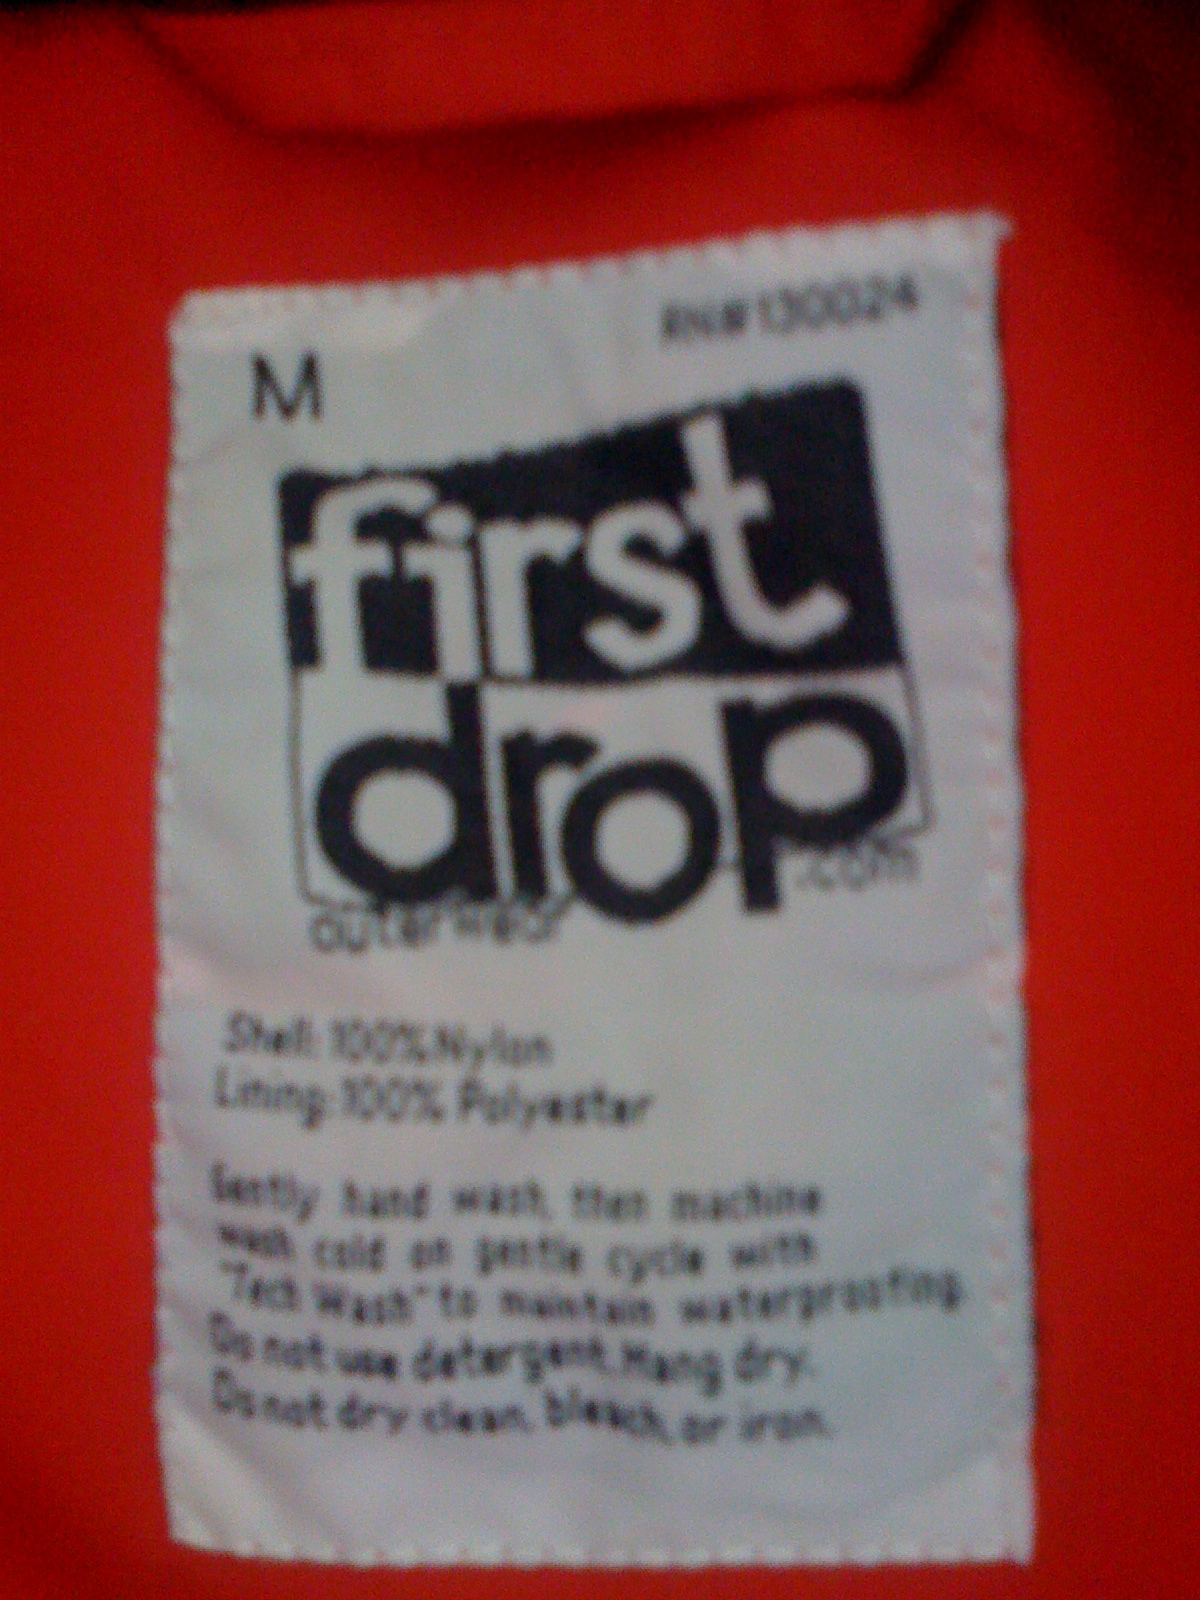 RN#130024
M
first
drop
.com
outerwear
Shell: 100% Nylon
Lining: 100% Polyester
Gently hand wash, then machine
wash cold on gentle cycle with
"Tech Wash" to maintain waterproofing.
Do not use detergent. Hang dry.
Do not dry clean, bleach, or iron.